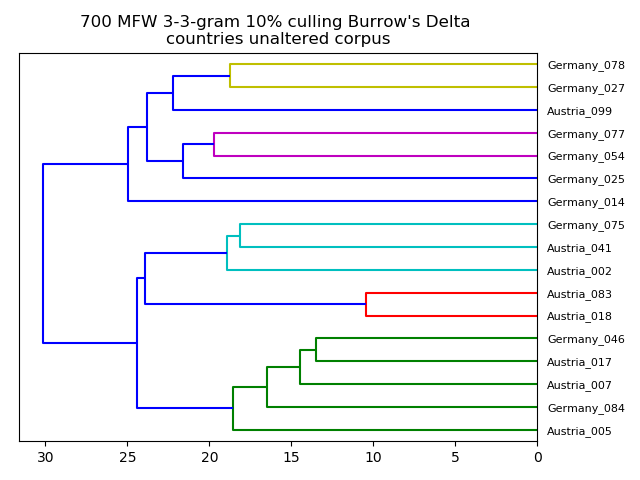 700 MFW 3-3-gram 10% culling Burrow's Delta
countries unaltered corpus
Germany_078
Germany_027
Austria_099
Germany_077
Germany_054
Germany_025
Germany_014
Germany_075
Austria_041
Austria_002
Austria_083
Austria_018
Germany_046
Austria_017
Austria_007
Germany_084
Austria_005
30 25 20 15 10 5 0